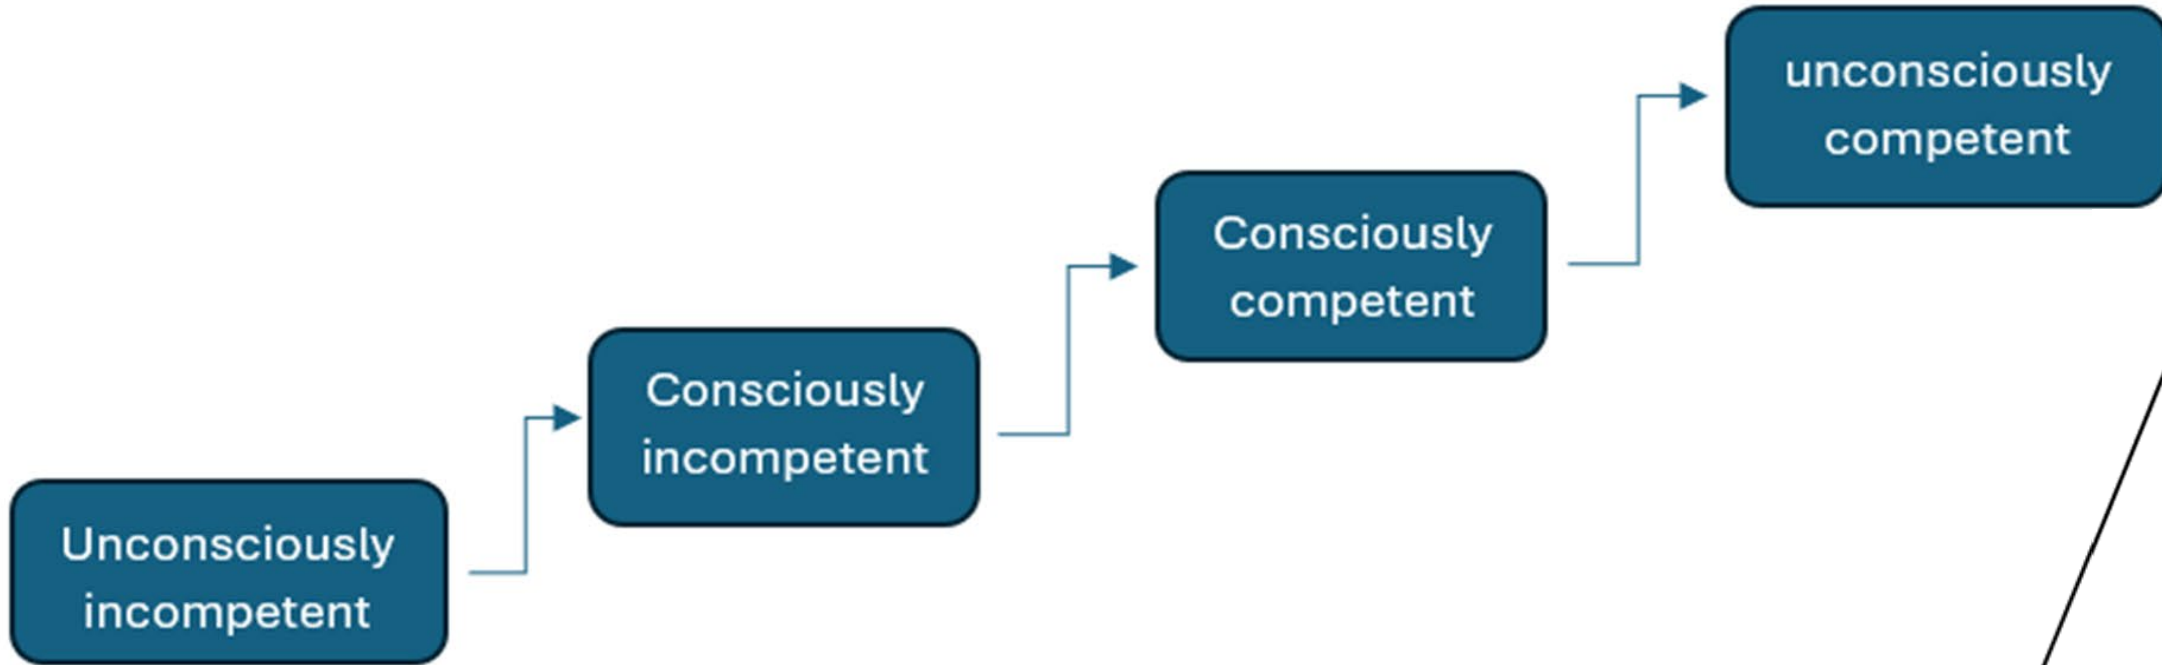 Unconsciously
incompetent
Consciously
incompetent
Consciously
competent
unconsciously
competent